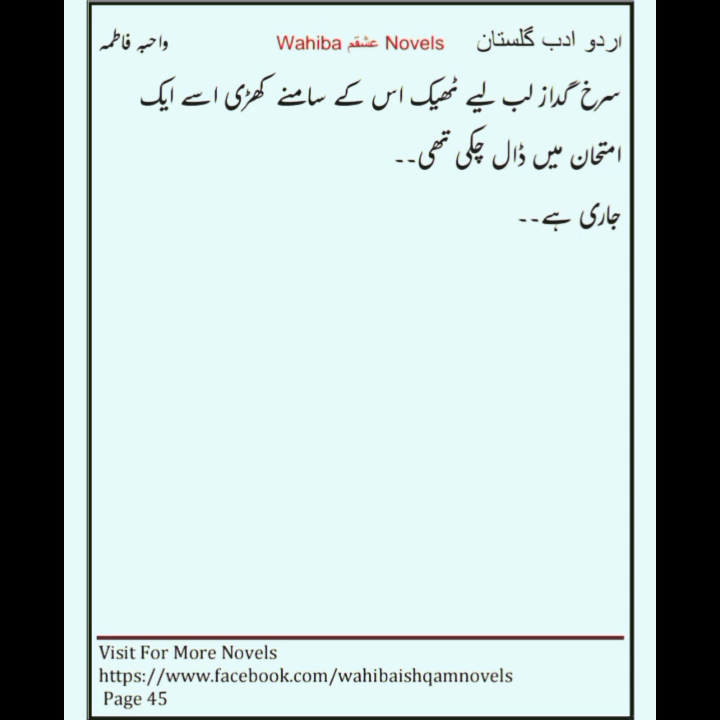 اردو ادب گلستان Wahiba عشقم Novels واحبہ فاطمہ
سرخ گداز لب لیے ٹھیک اس کے سامنے کھڑی اسے ایک
امتحان میں ڈال چکی تھی--
جاری ہے--
Visit For More Novels
https://www.facebook.com/wahibaishqamnovels
Page 45